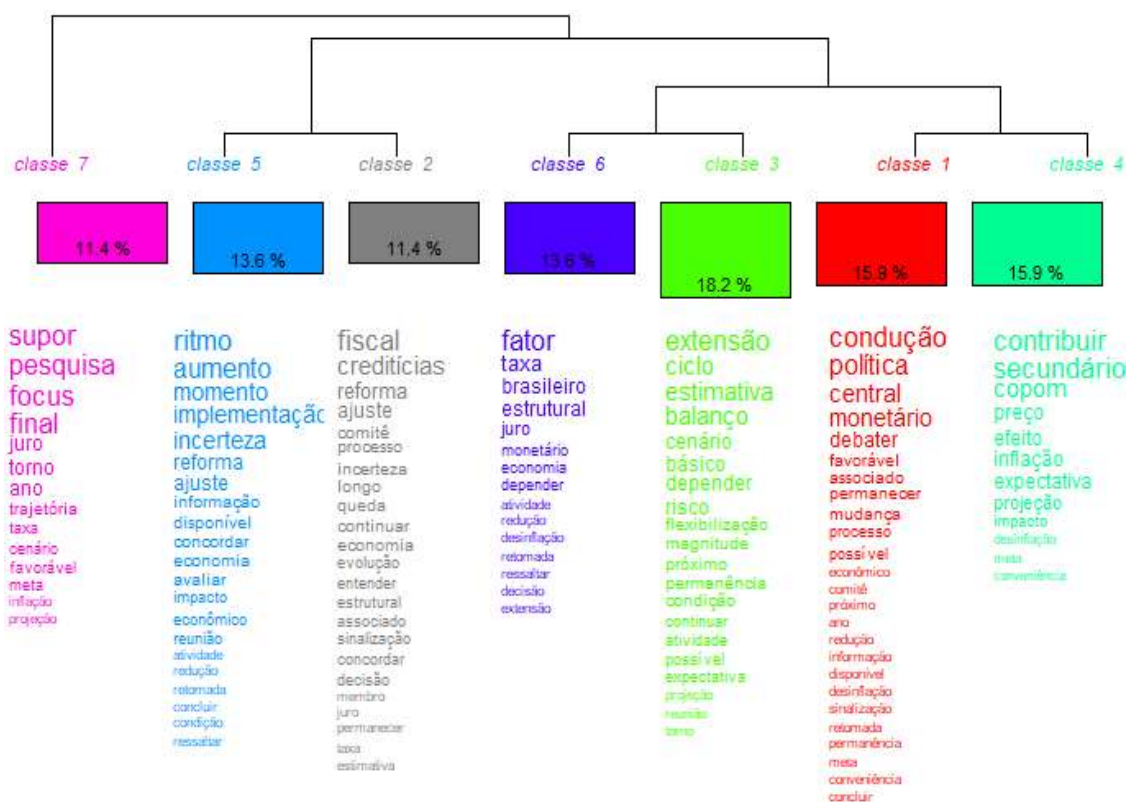 classe 7
classe 5
classe 2
classe 6
classe 3
classe 1
classe 4
11.4 %
13.6 %
11.4 %
13.6 %
18.2 %
15.9 %
15.9 %
supor
pesquisa
focus
final
juro
torno
ano
trajetória
taxa
cenário
favorável
meta
inflação
projeção
ritmo
aumento
momento
implementação
incerteza
reforma
ajuste
informação
disponível
concordar
economia
avaliar
impacto
econômico
reunião
atividade
redução
retomada
concluir
condição
ressaltar
fiscal
creditícias
reforma
ajuste
comitê
processo
incerteza
longo
queda
continuar
economia
evolução
entender
estrutural
associado
sinalização
concordar
decisão
membro
juro
permanecer
taxa
estimativa
fator
taxa
brasileiro
estrutural
juro
monetário
economia
depender
atividade
redução
desinflação
retomada
ressaltar
decisão
extensão
extensão
ciclo
estimativa
balanço
cenário
básico
depender
risco
flexibilização
magnitude
próximo
permanência
condição
continuar
atividade
possível
expectativa
projeção
reunião
torno
condução
política
central
monetário
debater
favorável
associado
permanecer
mudança
processo
possível
econômico
comitê
próximo
ano
redução
informação
disponível
desinflação
sinalização
retomada
permanência
meta
conveniência
concluir
contribuir
secundário
copom
preço
efeito
inflação
expectativa
projeção
impacto
desinflação
meta
conveniência